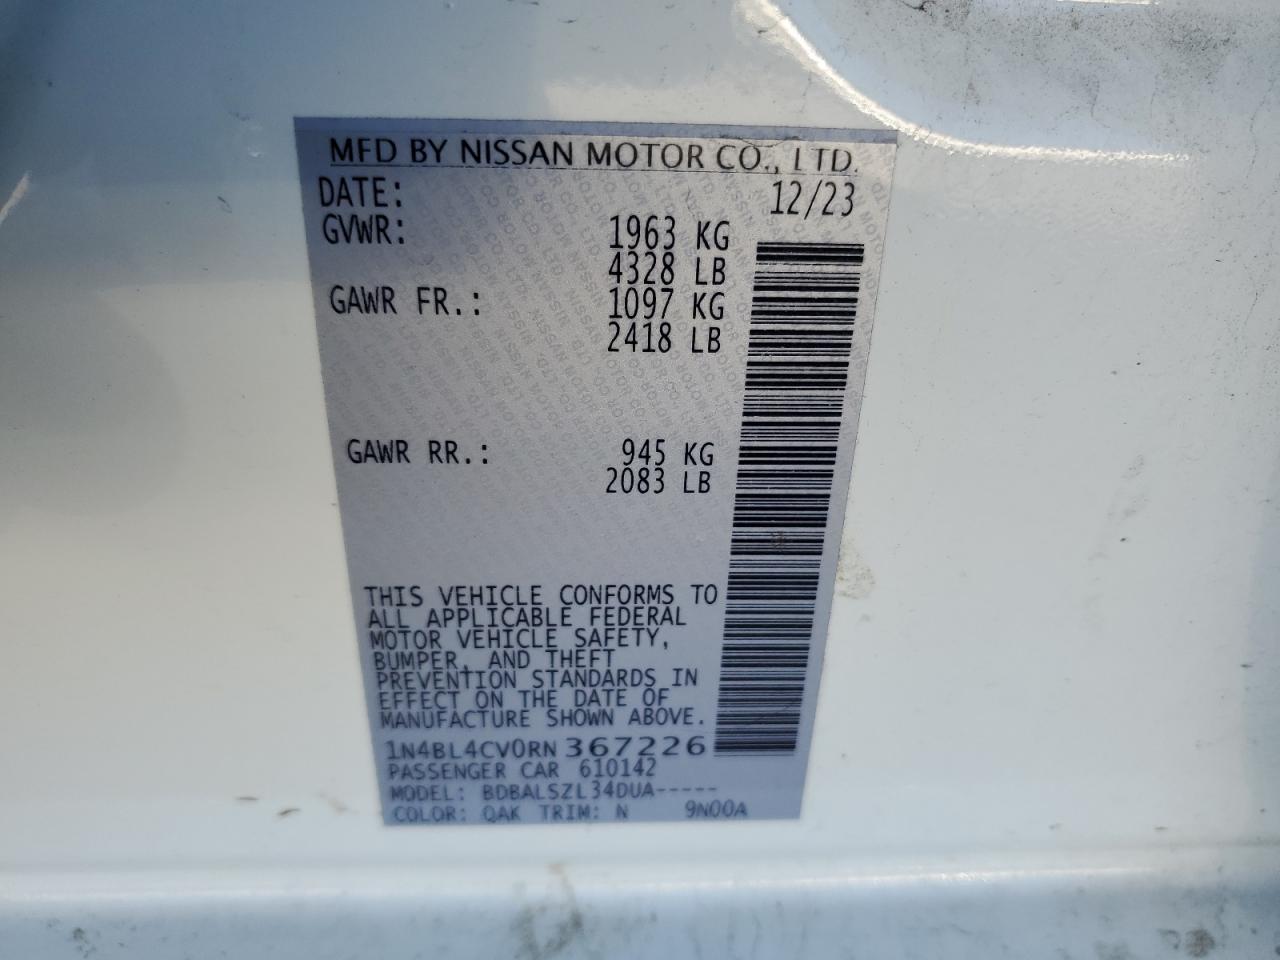 MFD BY NISSAN MOTOR CO., LTD.
DATE: 12/23
GVWR: 1963 KG
4328 LB
GAWR FR.: 1097 KG
2418 LB
GAWR RR.: 945 KG
2083 LB
THIS VEHICLE CONFORMS TO
ALL APPLICABLE FEDERAL
MOTOR VEHICLE SAFETY,
BUMPER, AND THEFT
PREVENTION STANDARDS IN
EFFECT ON THE DATE OF
MANUFACTURE SHOWN ABOVE.
1N4BL4CV0RN367226
PASSENGER CAR 610142
MODEL: BDBALSZL34DUA-----
COLOR: QAK TRIM: N 9N00A